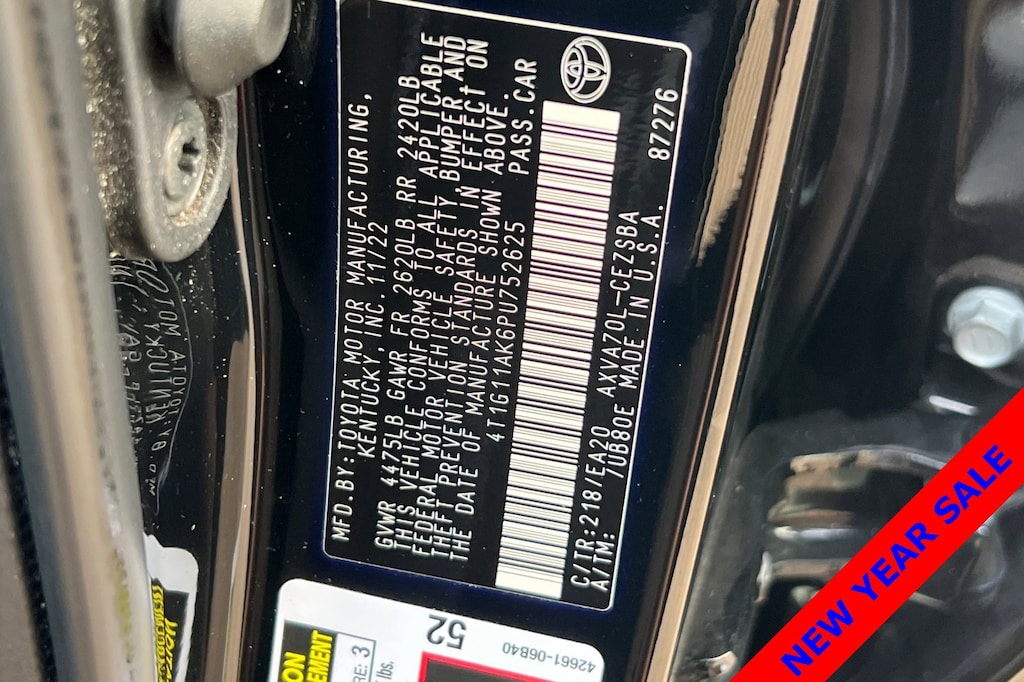 MFD. BY: TOYOTA MOTOR MANUFACTURING,
KENTUCKY, INC. 11/22
GVWR 4475LB GAWR FR 2620LB RR 2420LB
THIS VEHICLE CONFORMS TO ALL APPLICABLE
FEDERAL MOTOR VEHICLE SAFETY, BUMPER, AND
THEFT PREVENTION STANDARDS IN EFFECT ON
THE DATE OF MANUFACTURE SHOWN ABOVE.
4T1G11AK6PU752625 PASS. CAR
C/TR:218/EA20 AXVA70L-CEZSBA
A/TM: 7UB80E MADE IN U.S.A. 87276
52
42661-06B40
RE: 3
lbs.
NEW YEAR SALE